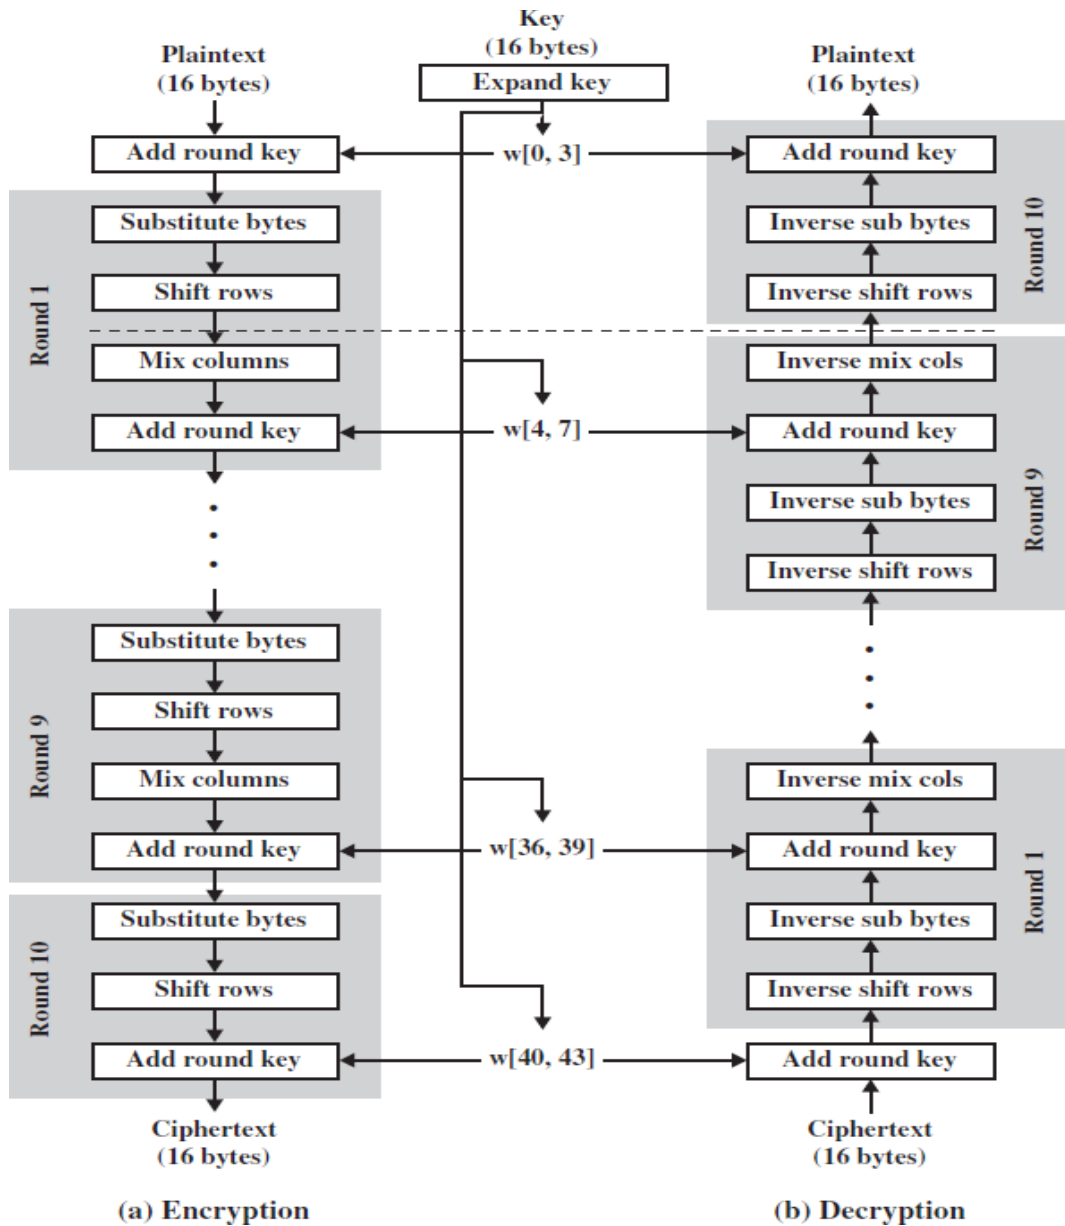 Key
(16 bytes)
Expand key
Plaintext
(16 bytes)
Add round key
Substitute bytes
Shift rows
Mix columns
Add round key
Round 1
Substitute bytes
Shift rows
Mix columns
Add round key
Round 9
Substitute bytes
Shift rows
Add round key
Round 10
Ciphertext
(16 bytes)
(a) Encryption
w[0, 3]
w[4, 7]
w[36, 39]
w[40, 43]
Plaintext
(16 bytes)
Add round key
Inverse sub bytes
Inverse shift rows
Round 10
Inverse mix cols
Add round key
Inverse sub bytes
Inverse shift rows
Round 9
Inverse mix cols
Add round key
Inverse sub bytes
Inverse shift rows
Round 1
Add round key
Ciphertext
(16 bytes)
(b) Decryption